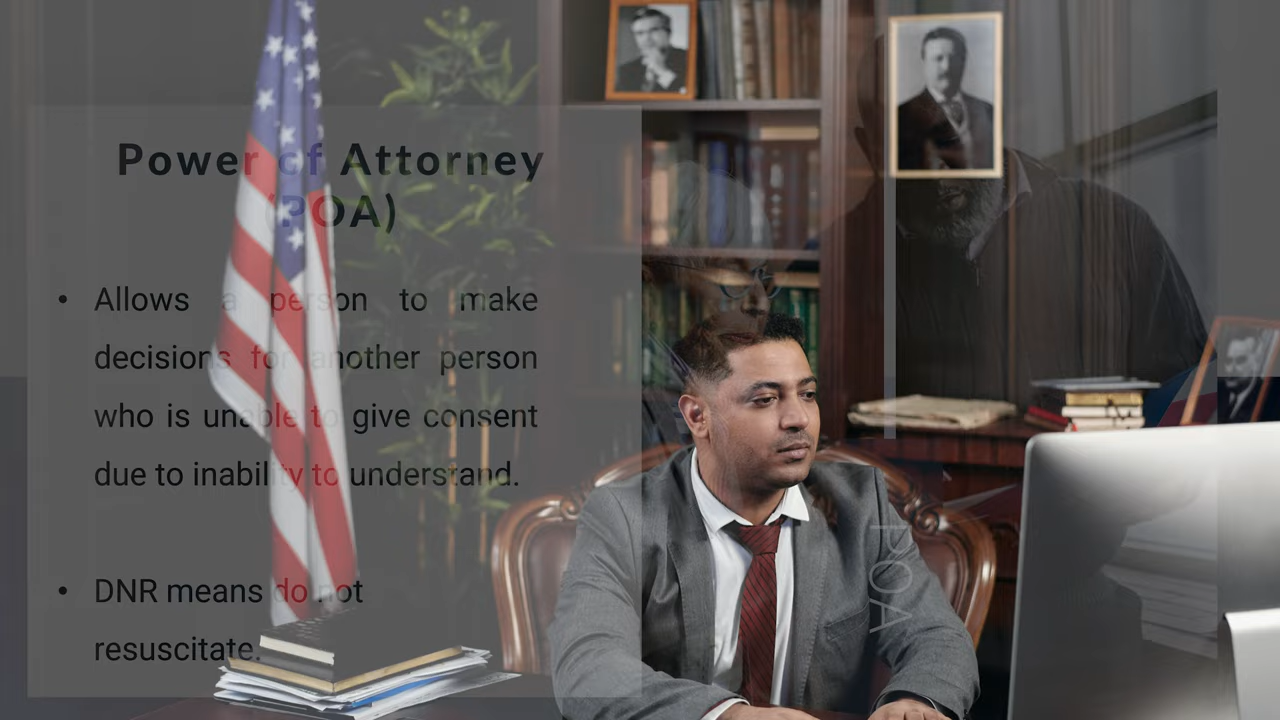 Power of Attorney
(POA)
• Allows a person to make
decisions for another person
who is unable to give consent
due to inability to understand.
• DNR means do not
resuscitate.
POA